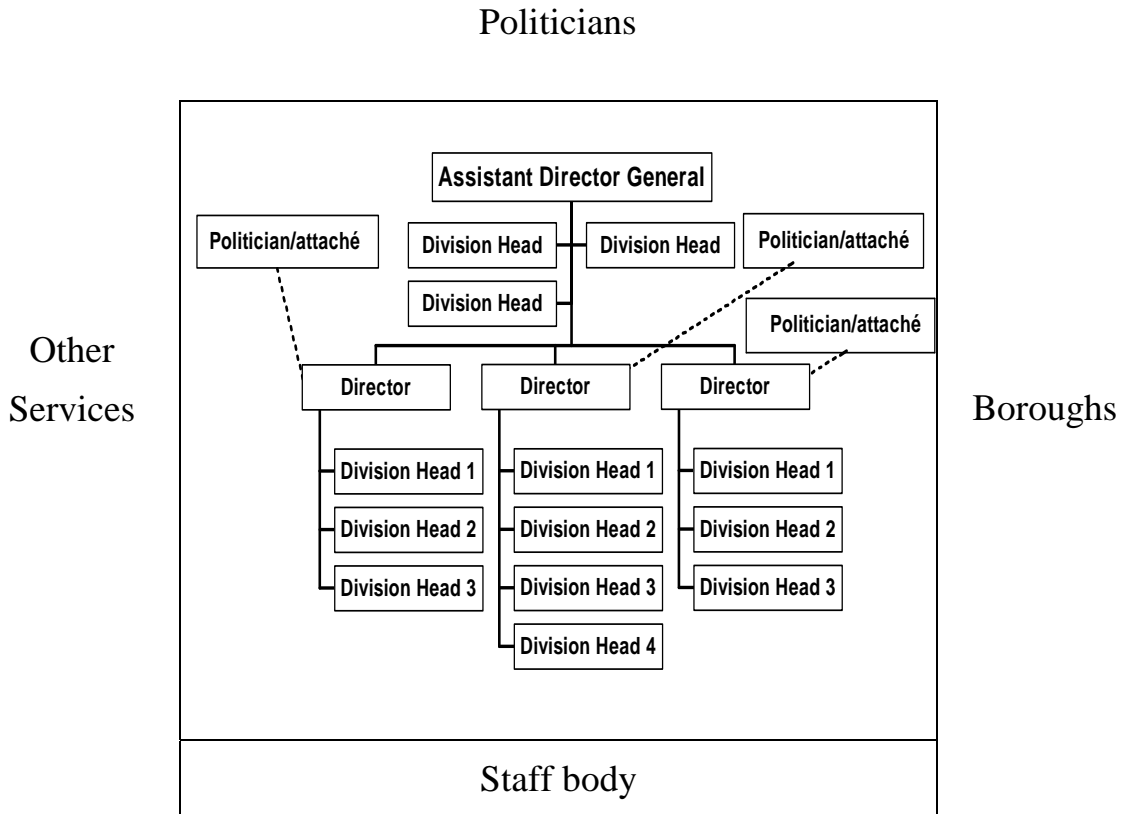 Politicians
Assistant Director General
Politician/attaché
Division Head
Division Head
Politician/attaché
Division Head
Politician/attaché
Other
Services
Director
Director
Director
Boroughs
Division Head 1
Division Head 1
Division Head 1
Division Head 2
Division Head 2
Division Head 2
Division Head 3
Division Head 3
Division Head 3
Division Head 4
Staff body